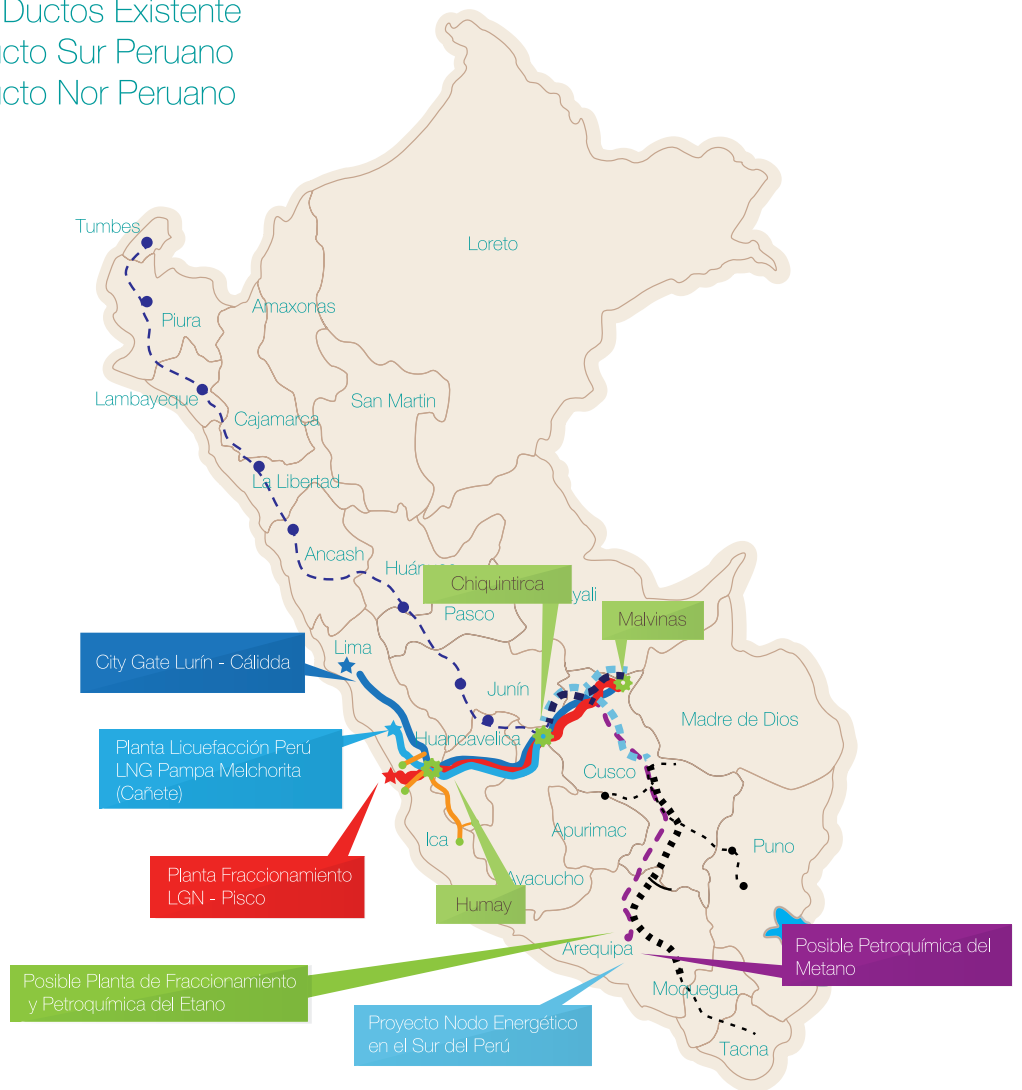 Ductos Existente
ucto Sur Peruano
ucto Nor Peruano
Tumbes
Loreto
Piura
Amaxonas
Lambayeque
San Martin
Cajamarca
La Libertad
Ancash
Chiquintirca
Pasco
Malvinas
Lima
City Gate Lurín - Cálidda
Junín
Madre de Dios
Huancavelica
Planta Licuefacción Perú
LNG Pampa Melchorita
(Cañete)
Cusco
Apurimac
Ica
Puno
Planta Fraccionamiento
LGN - Pisco
Ayacucho
Humay
Arequipa
Posible Petroquímica del
Metano
Posible Planta de Fraccionamiento
y Petroquímica del Etano
Moquegua
Proyecto Nodo Energético
en el Sur del Perú
Tacna